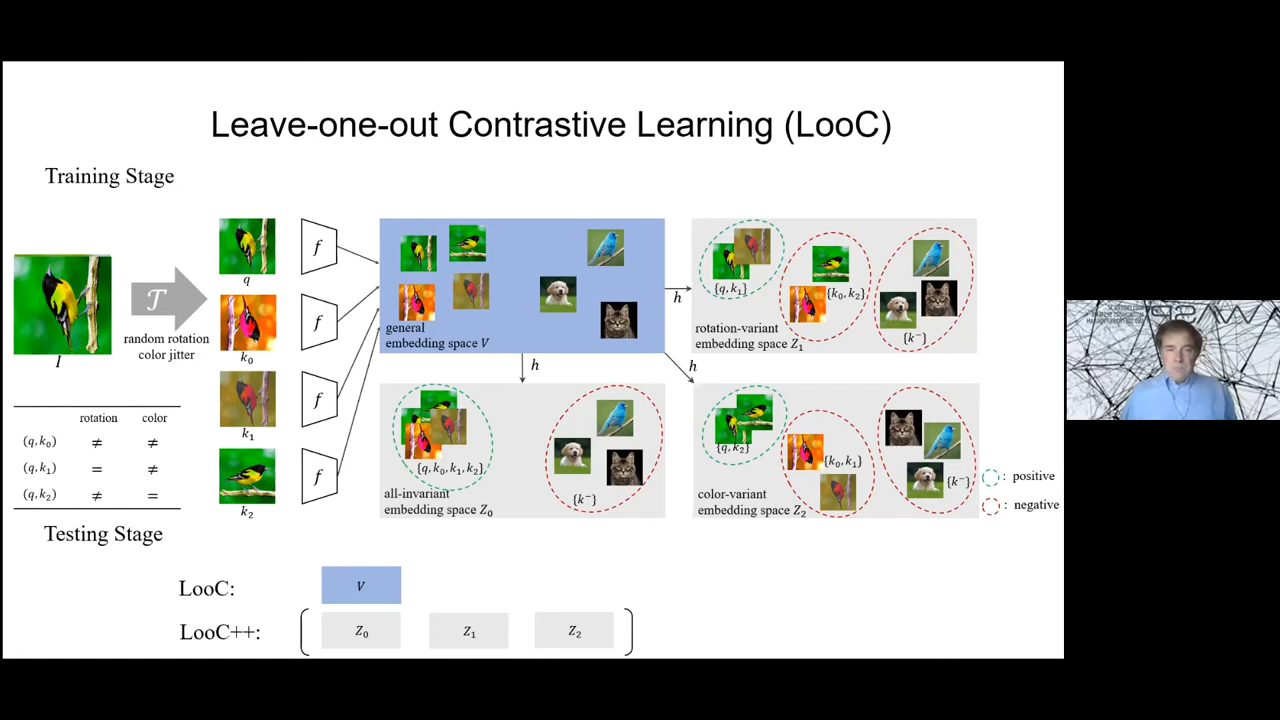 Leave-one-out Contrastive Learning (LooC)
Training Stage
I
𝒯
random rotation
color jitter
q
k₀
k₁
k₂
f
f
f
f
rotation color
(q,k₀) ≠ ≠
(q,k₁) = ≠
(q,k₂) ≠ =
general
embedding space V
h
h
h
{q,k₁}
{k₀,k₂}
{k⁻}
rotation-variant
embedding space Z₁
{q,k₀,k₁,k₂}
{k⁻}
all-invariant
embedding space Z₀
{q,k₂}
{k₀,k₁}
{k⁻}
color-variant
embedding space Z₂
: positive
: negative
Testing Stage
LooC: V
LooC++: Z₀ Z₁ Z₂